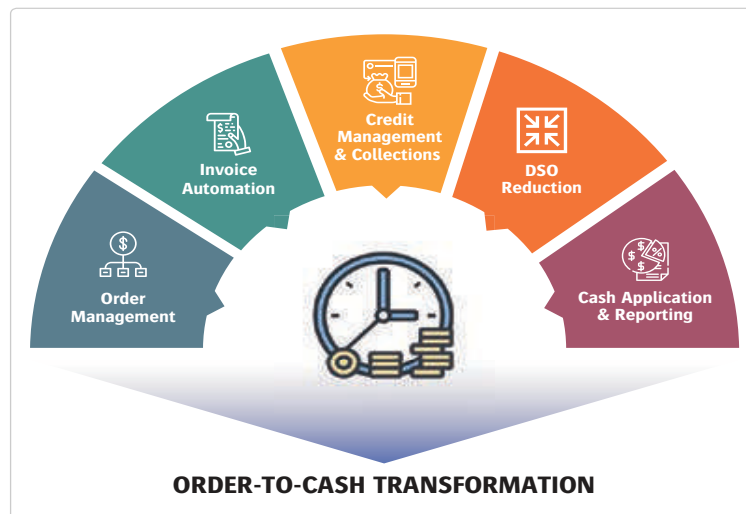 Order
Management
Invoice
Automation
Credit
Management
& Collections
DSO
Reduction
Cash Application
& Reporting
ORDER-TO-CASH TRANSFORMATION